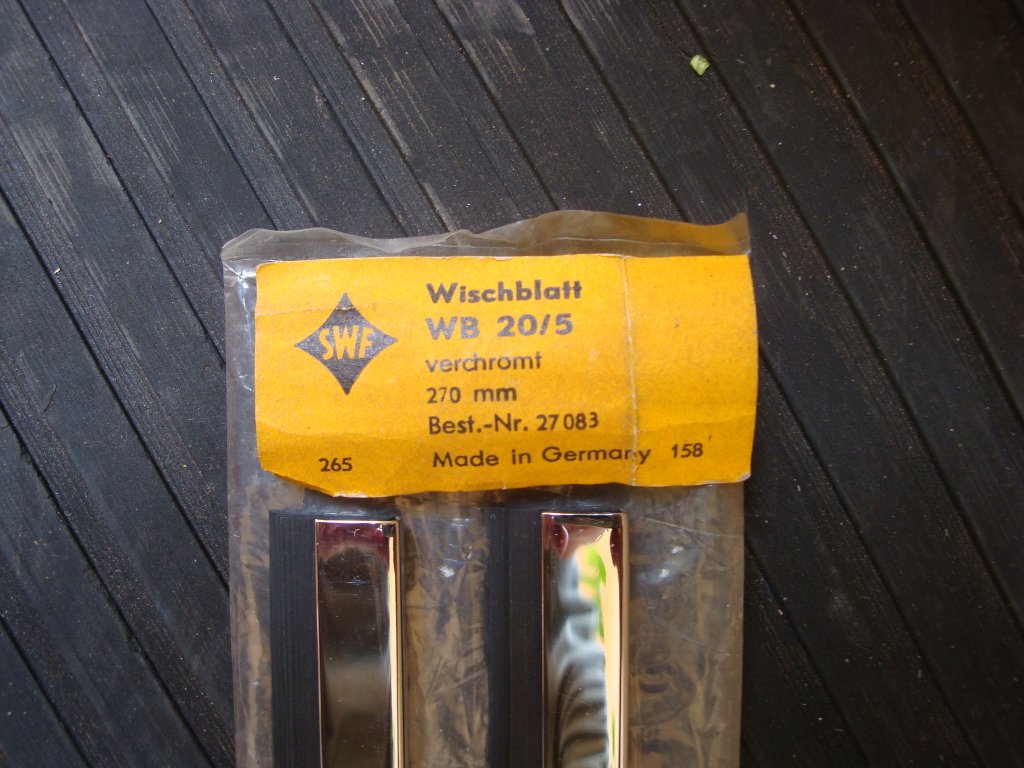 SWF
Wischblatt
WB 20/5
verchromt
270 mm
Best.-Nr. 27083
265 Made in Germany 158